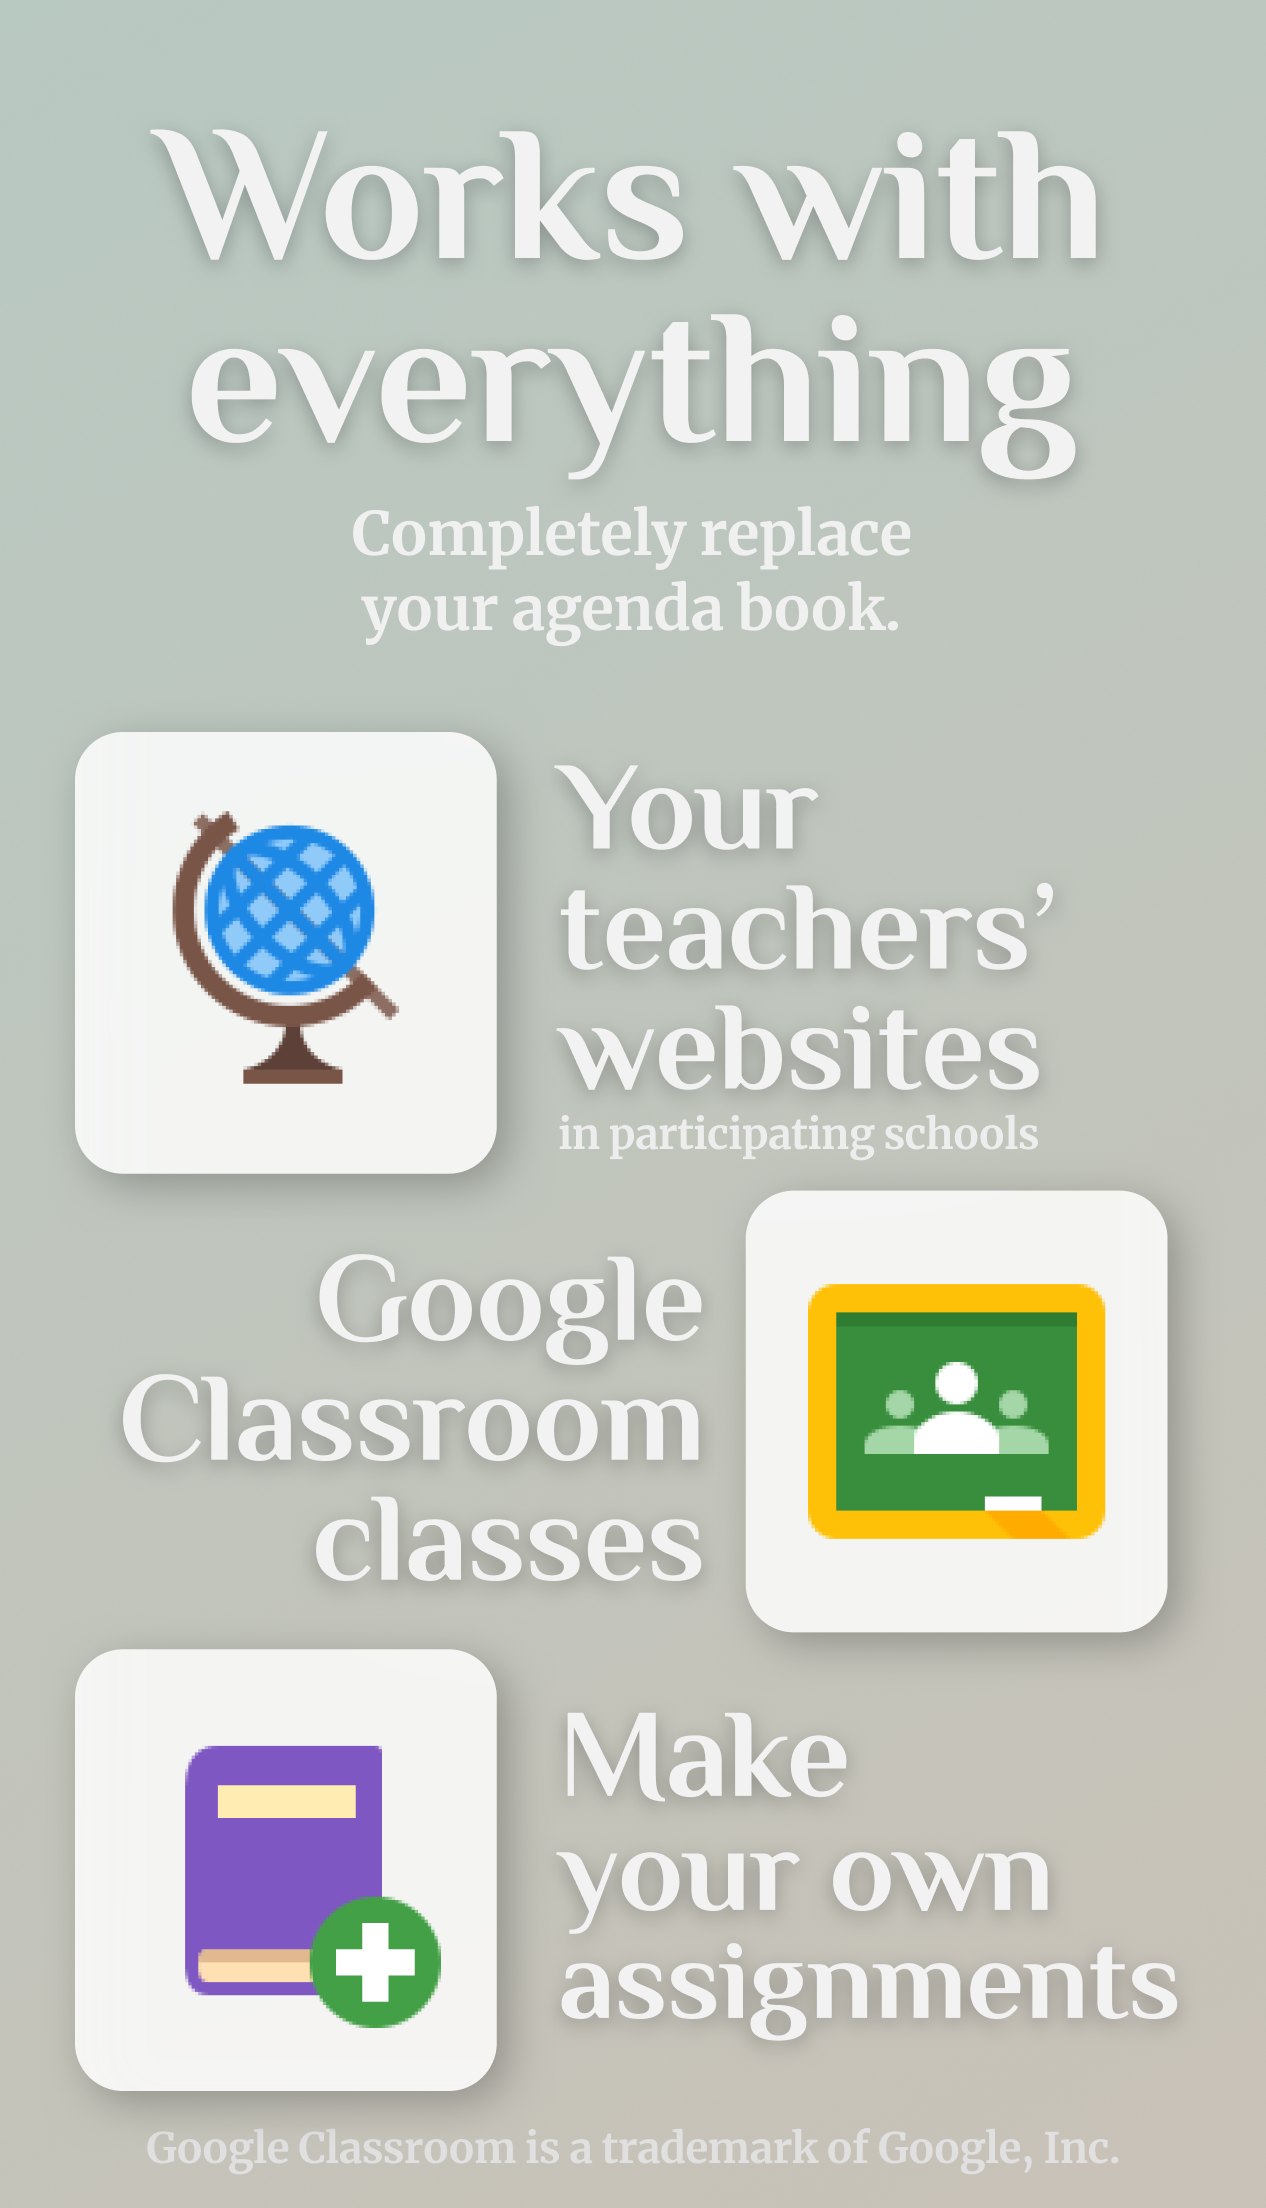 Works with
everything
Completely replace
your agenda book.
Your
teachers’
websites
in participating schools
Google
Classroom
classes
Make
your own
assignments
Google Classroom is a trademark of Google, Inc.